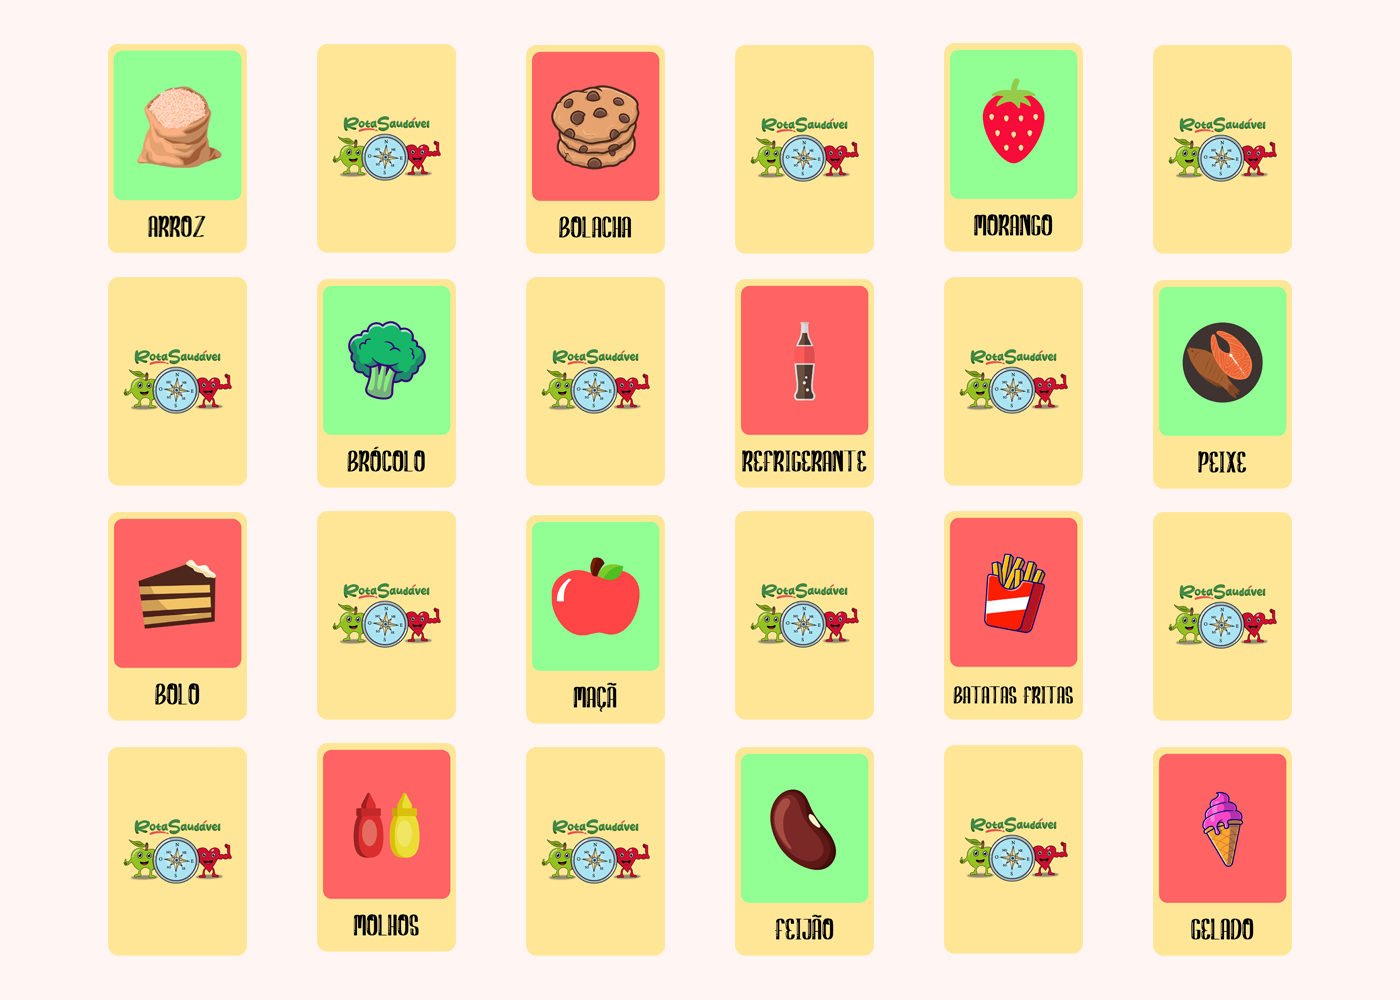 ARROZ
RotaSaudável
BOLACHA
RotaSaudável
MORANGO
RotaSaudável
RotaSaudável
BRÓCOLO
RotaSaudável
REFRIGERANTE
RotaSaudável
PEIXE
BOLO
RotaSaudável
MAÇÃ
RotaSaudável
BATATAS FRITAS
RotaSaudável
RotaSaudável
MOLHOS
RotaSaudável
FEIJÃO
RotaSaudável
GELADO